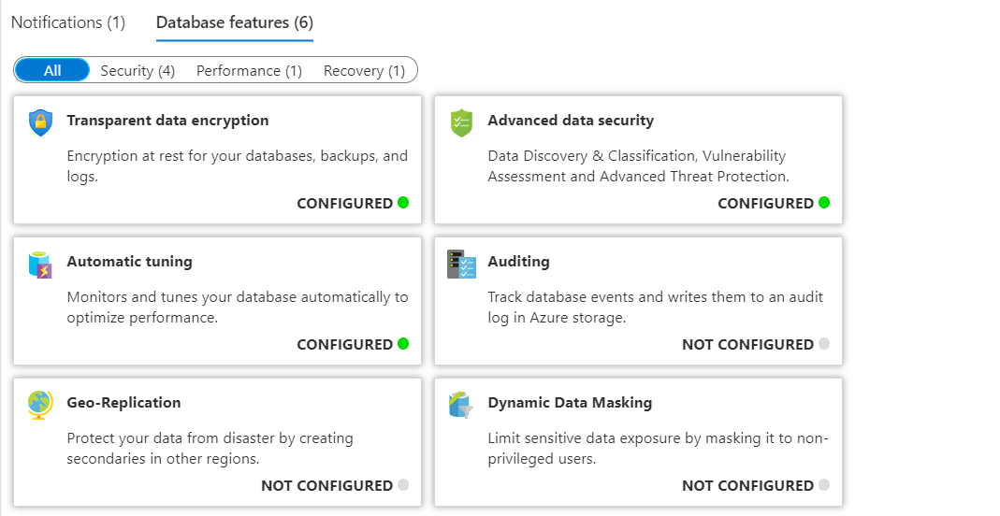 Notifications (1) Database features (6)
All Security (4) Performance (1) Recovery (1)
Transparent data encryption
Encryption at rest for your databases, backups, and
logs.
CONFIGURED
Advanced data security
Data Discovery & Classification, Vulnerability
Assessment and Advanced Threat Protection.
CONFIGURED
Automatic tuning
Monitors and tunes your database automatically to
optimize performance.
CONFIGURED
Auditing
Track database events and writes them to an audit
log in Azure storage.
NOT CONFIGURED
Geo-Replication
Protect your data from disaster by creating
secondaries in other regions.
NOT CONFIGURED
Dynamic Data Masking
Limit sensitive data exposure by masking it to non-
privileged users.
NOT CONFIGURED